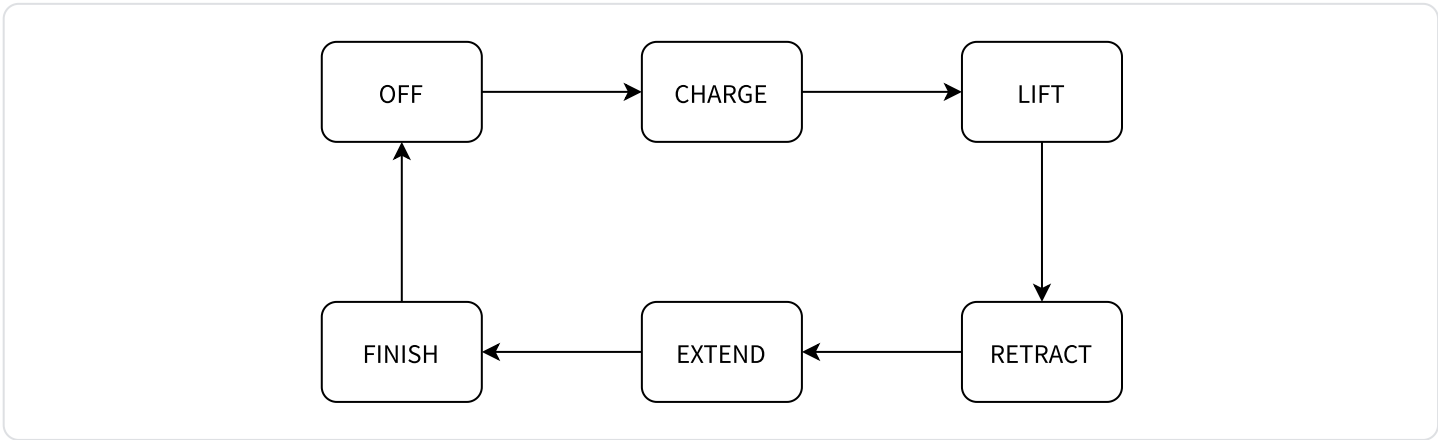 OFF
CHARGE
LIFT
FINISH
EXTEND
RETRACT